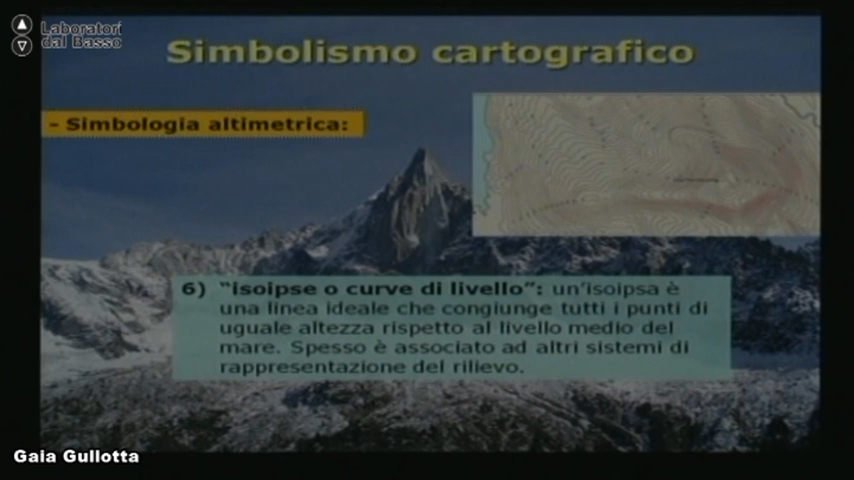 Laboratori
dal Basso
Simbolismo cartografico
– Simbologia altimetrica:
6) “isoipse o curve di livello”: un’isoipsa è
una linea ideale che congiunge tutti i punti di
uguale altezza rispetto al livello medio del
mare. Spesso è associato ad altri sistemi di
rappresentazione del rilievo.
Gaia Gullotta